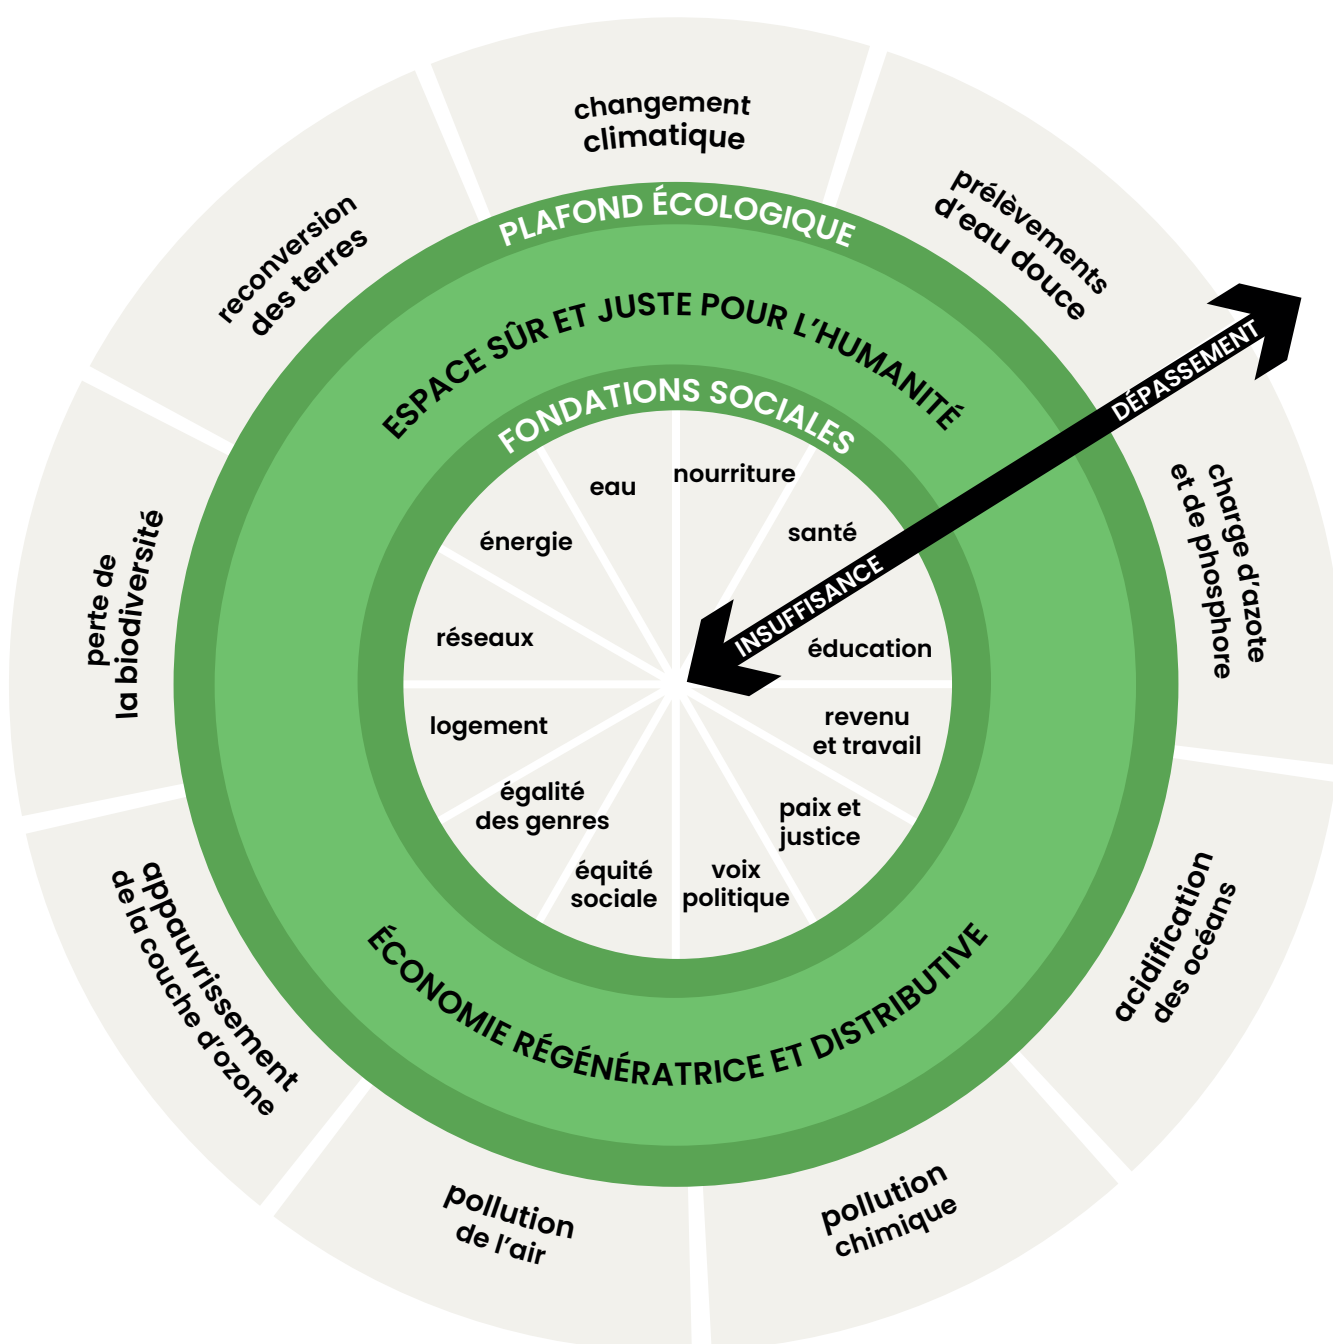 changement
climatique
prélèvements
d'eau douce
charge d'azote
et de phosphore
acidification
des océans
pollution
chimique
pollution
de l'air
appauvrissement
de la couche d'ozone
perte de
la biodiversité
reconversion
des terres
PLAFOND ÉCOLOGIQUE
ESPACE SÛR ET JUSTE POUR L'HUMANITÉ
FONDATIONS SOCIALES
DÉPASSEMENT
INSUFFISANCE
eau
nourriture
santé
éducation
revenu
et travail
paix et
justice
voix
politique
équité
sociale
égalité
des genres
logement
réseaux
énergie
ÉCONOMIE RÉGÉNÉRATRICE ET DISTRIBUTIVE